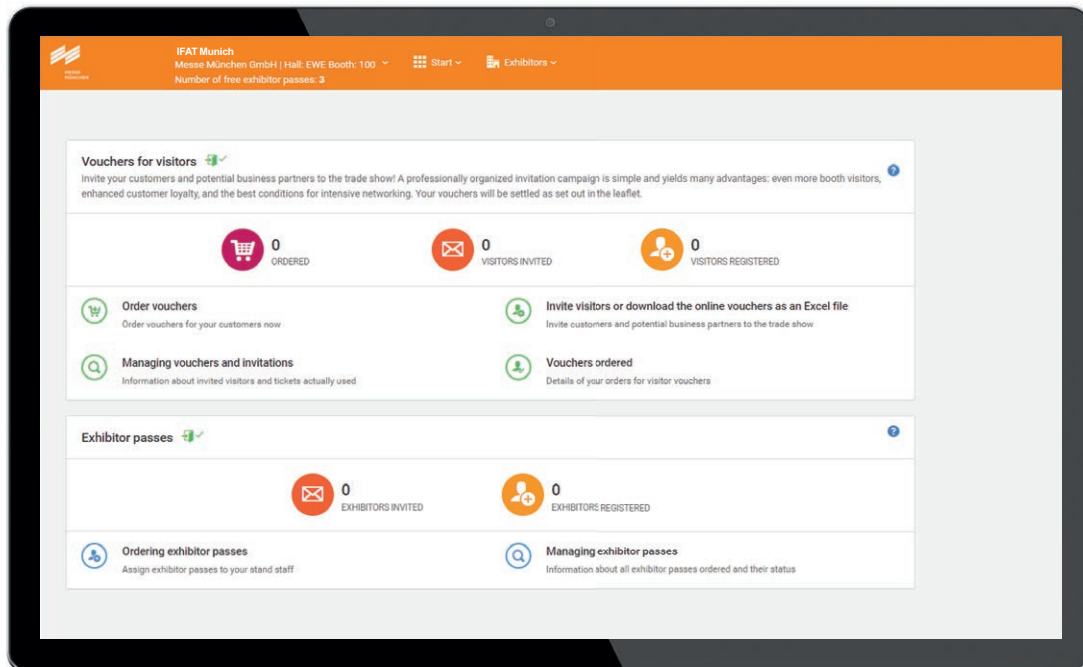 MESSE
MÜNCHEN
IFAT Munich
Messe München GmbH | Hall: EWE Booth: 100
Number of free exhibitor passes: 3
Start
Exhibitors
Vouchers for visitors
?
Invite your customers and potential business partners to the trade show! A professionally organized invitation campaign is simple and yields many advantages: even more booth visitors,
enhanced customer loyalty, and the best conditions for intensive networking. Your vouchers will be settled as set out in the leaflet.
0
ORDERED
0
VISITORS INVITED
0
VISITORS REGISTERED
Order vouchers
Order vouchers for your customers now
Invite visitors or download the online vouchers as an Excel file
Invite customers and potential business partners to the trade show
Managing vouchers and invitations
Information about invited visitors and tickets actually used
Vouchers ordered
Details of your orders for visitor vouchers
Exhibitor passes
?
0
EXHIBITORS INVITED
0
EXHIBITORS REGISTERED
Ordering exhibitor passes
Assign exhibitor passes to your stand staff
Managing exhibitor passes
Information about all exhibitor passes ordered and their status